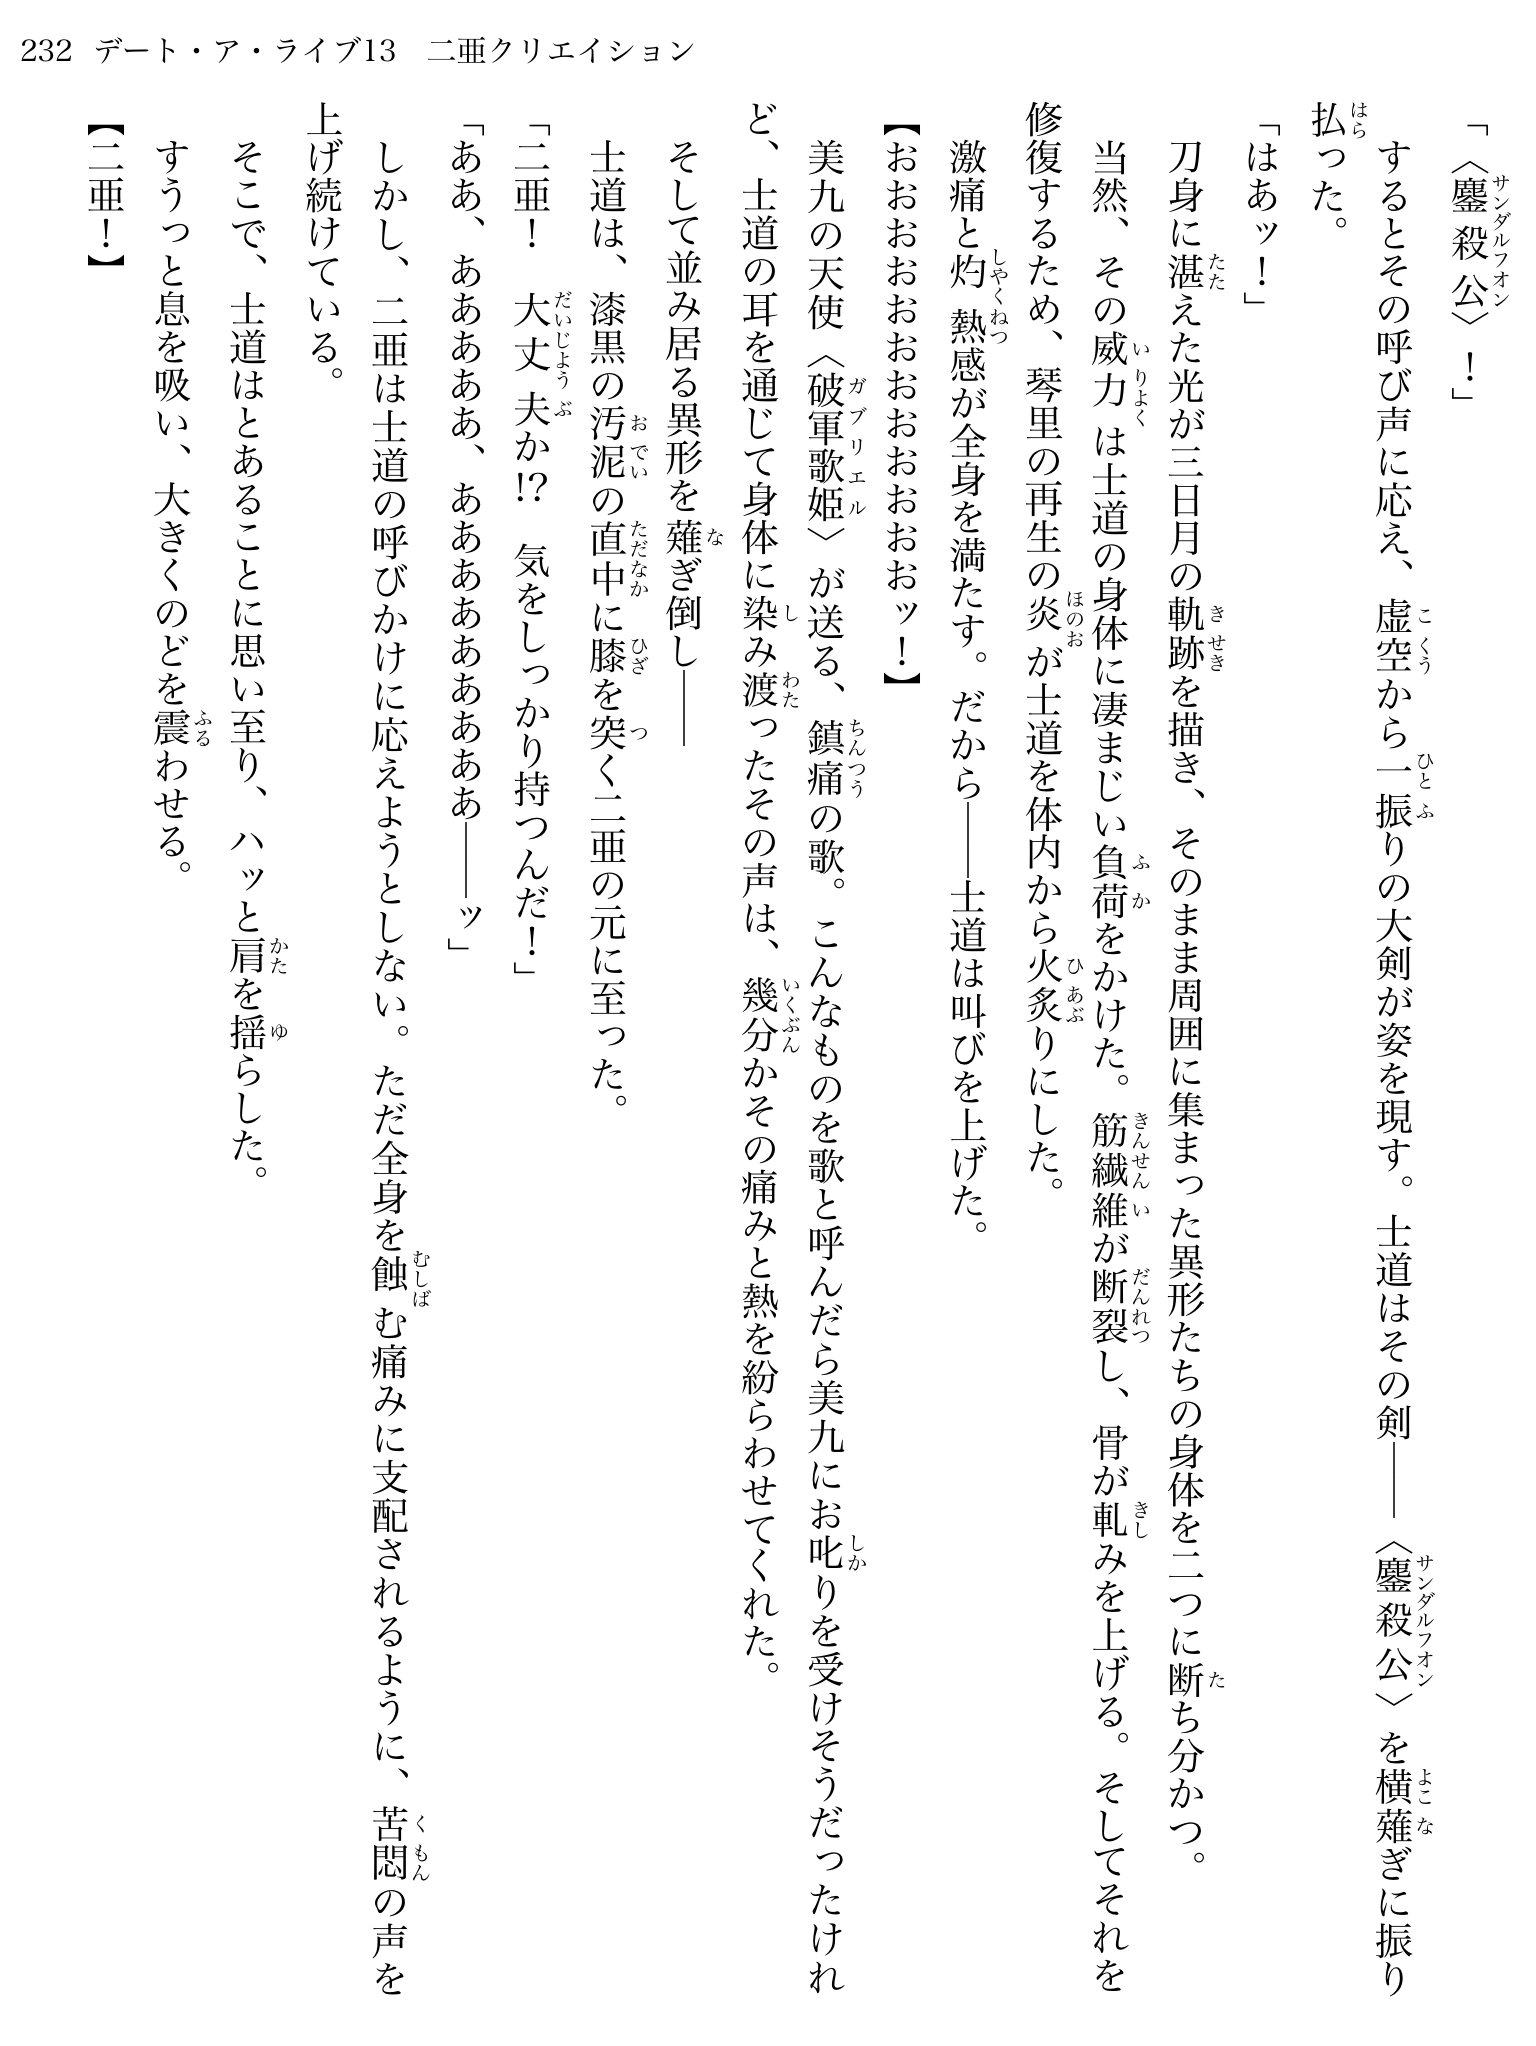 232 デート・ア・ライブ13　二亜クリエイション
「〈鏖殺公〉！」
　するとその呼び声に応え、虚空から一振りの大剣が姿を現す。士道はその剣――〈鏖殺公〉を横薙ぎに振り
払った。
「はあッ！」
　刀身に湛えた光が三日月の軌跡を描き、そのまま周囲に集まった異形たちの身体を二つに断ち分かつ。
　当然、その威力は士道の身体に凄まじい負荷をかけた。筋繊維が断裂し、骨が軋みを上げる。そしてそれを
修復するため、琴里の再生の炎が士道を体内から火炙りにした。
　激痛と灼熱感が全身を満たす。だから――士道は叫びを上げた。
【おおおおおおおおおおおおッ！】
　美九の天使〈破軍歌姫〉が送る、鎮痛の歌。こんなものを歌と呼んだら美九にお叱りを受けそうだったけれ
ど、士道の耳を通じて身体に染み渡ったその声は、幾分かその痛みと熱を紛らわせてくれた。
　そして並み居る異形を薙ぎ倒し――
　士道は、漆黒の汚泥の直中に膝を突く二亜の元に至った。
「二亜！　大丈夫か!?　気をしっかり持つんだ！」
「ああ、あああああ、あああああああああ――ッ」
　しかし、二亜は士道の呼びかけに応えようとしない。ただ全身を蝕む痛みに支配されるように、苦悶の声を
上げ続けている。
　そこで、士道はとあることに思い至り、ハッと肩を揺らした。
　すうっと息を吸い、大きくのどを震わせる。
【二亜！】